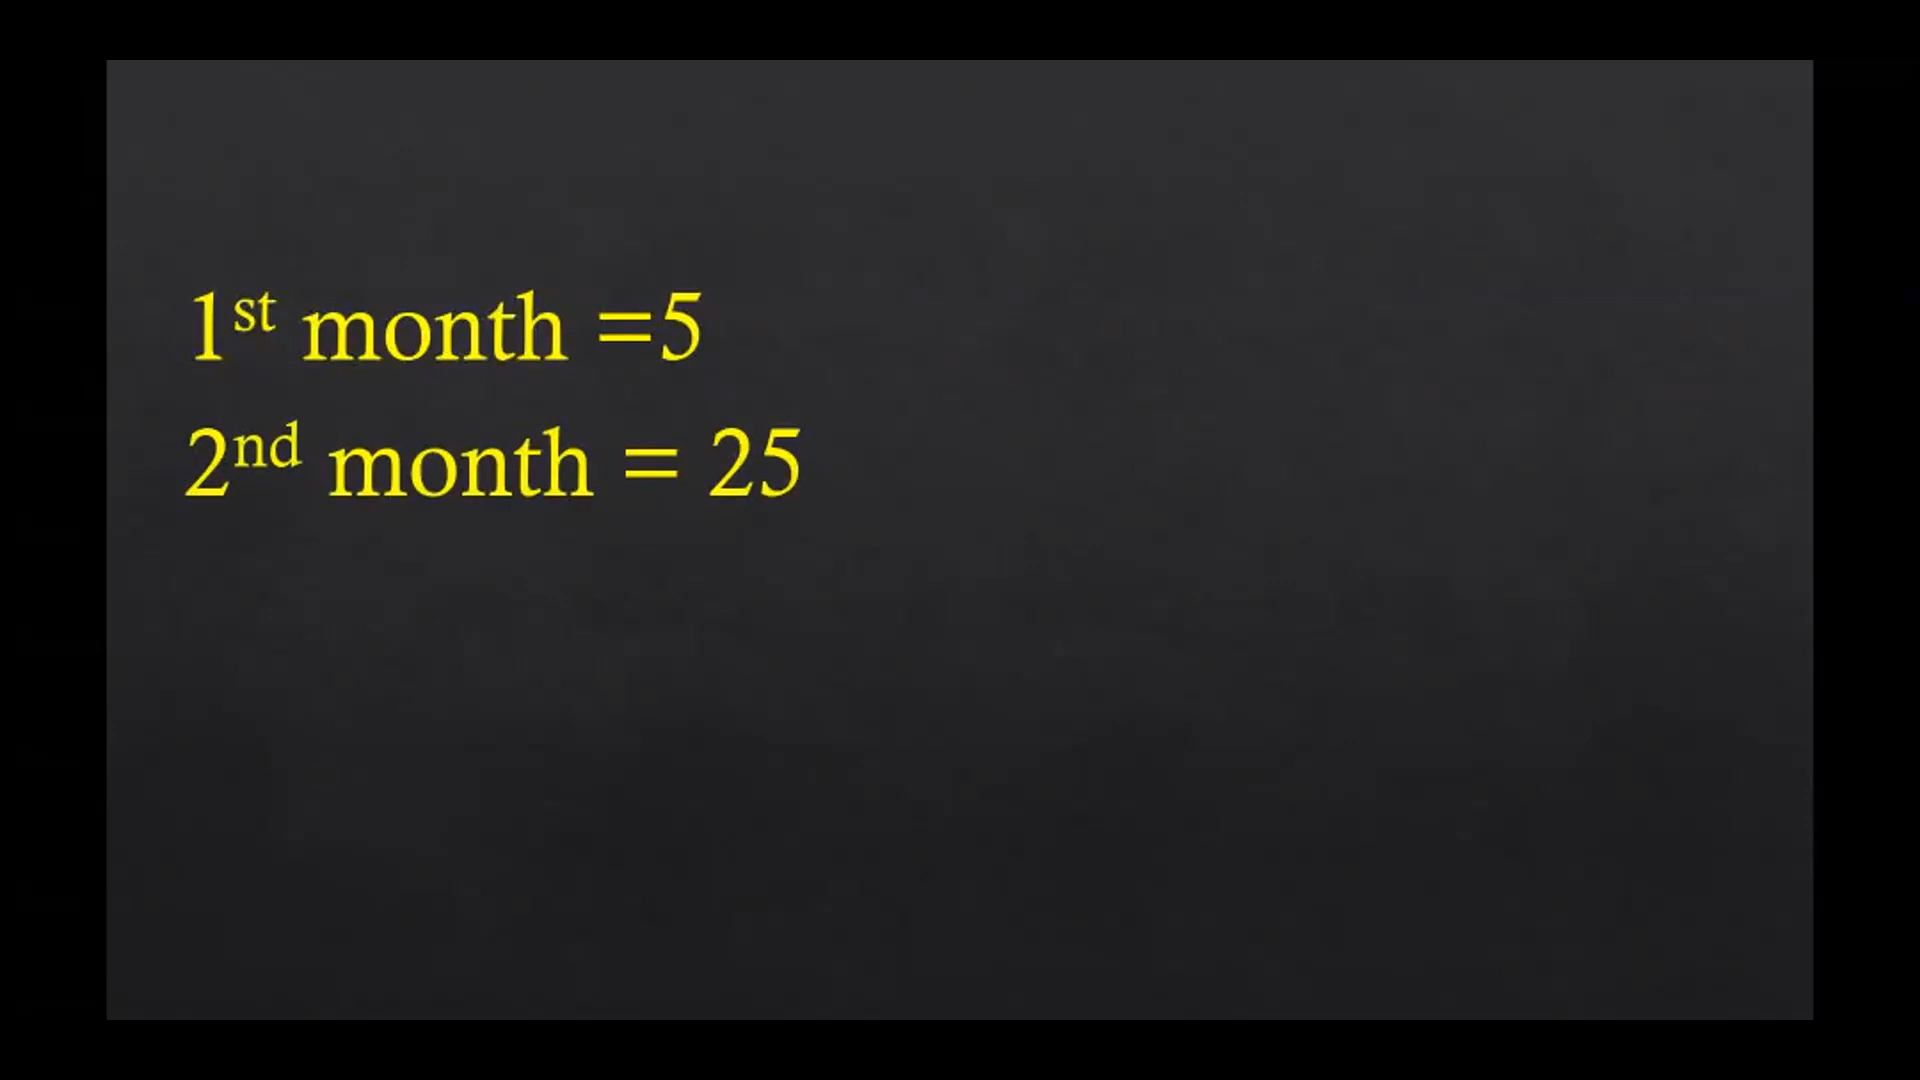 1st month =5
2nd month = 25